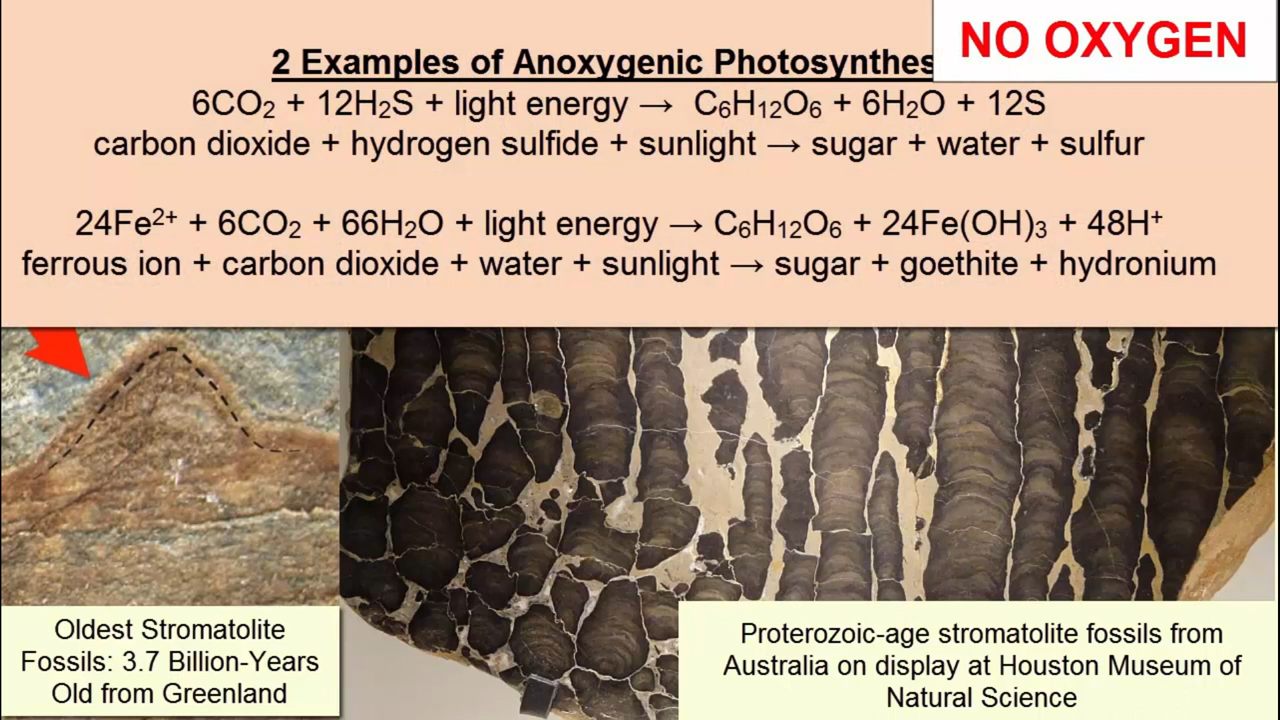 NO OXYGEN
2 Examples of Anoxygenic Photosynthes
6CO₂ + 12H₂S + light energy → C₆H₁₂O₆ + 6H₂O + 12S
carbon dioxide + hydrogen sulfide + sunlight → sugar + water + sulfur
24Fe²⁺ + 6CO₂ + 66H₂O + light energy → C₆H₁₂O₆ + 24Fe(OH)₃ + 48H⁺
ferrous ion + carbon dioxide + water + sunlight → sugar + goethite + hydronium
Oldest Stromatolite
Fossils: 3.7 Billion-Years
Old from Greenland
Proterozoic-age stromatolite fossils from
Australia on display at Houston Museum of
Natural Science